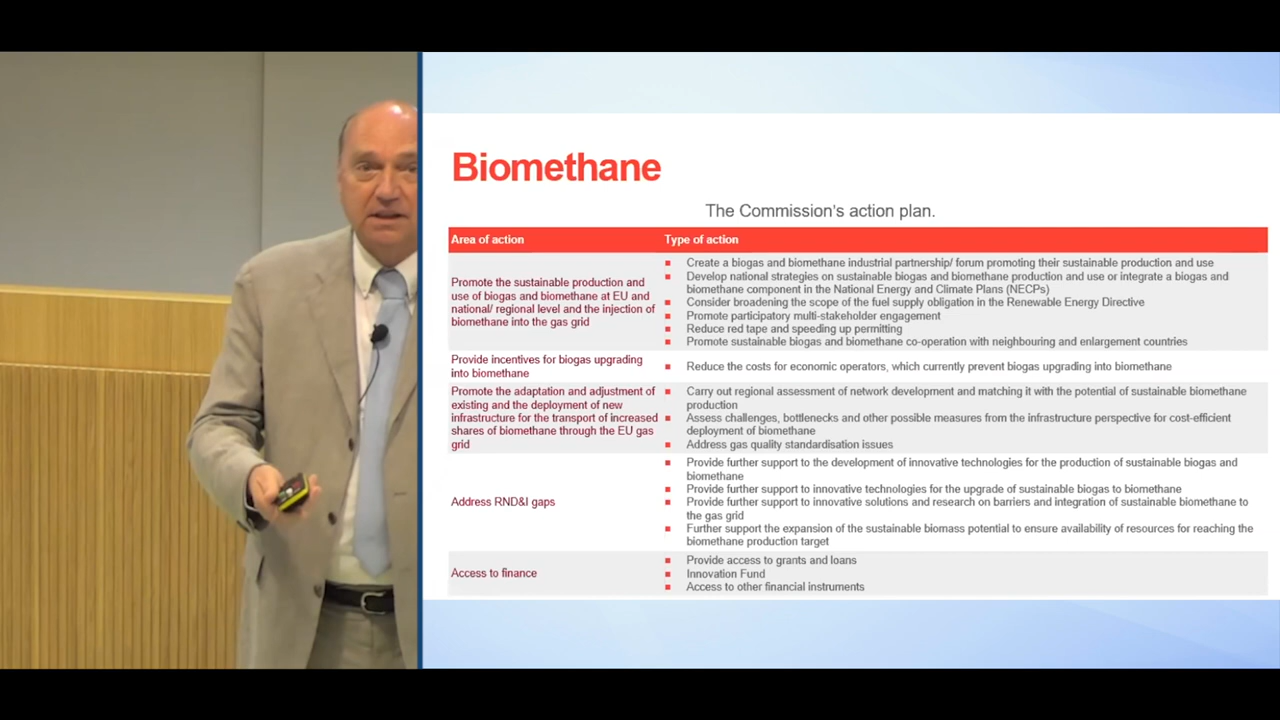 Biomethane
The Commission's action plan.
Area of action
Type of action
Promote the sustainable production and
use of biogas and biomethane at EU and
national/ regional level and the injection of
biomethane into the gas grid
Create a biogas and biomethane industrial partnership/ forum promoting their sustainable production and use
Develop national strategies on sustainable biogas and biomethane production and use or integrate a biogas and
biomethane component in the National Energy and Climate Plans (NECPs)
Consider broadening the scope of the fuel supply obligation in the Renewable Energy Directive
Promote participatory multi-stakeholder engagement
Reduce red tape and speeding up permitting
Promote sustainable biogas and biomethane co-operation with neighbouring and enlargement countries
Provide incentives for biogas upgrading
into biomethane
Reduce the costs for economic operators, which currently prevent biogas upgrading into biomethane
Promote the adaptation and adjustment of
existing and the deployment of new
infrastructure for the transport of increased
shares of biomethane through the EU gas
grid
Carry out regional assessment of network development and matching it with the potential of sustainable biomethane
production
Assess challenges, bottlenecks and other possible measures from the infrastructure perspective for cost-efficient
deployment of biomethane
Address gas quality standardisation issues
Address RND&I gaps
Provide further support to the development of innovative technologies for the production of sustainable biogas and
biomethane
Provide further support to innovative technologies for the upgrade of sustainable biogas to biomethane
Provide further support to innovative solutions and research on barriers and integration of sustainable biomethane to
the gas grid
Further support the expansion of the sustainable biomass potential to ensure availability of resources for reaching the
biomethane production target
Access to finance
Provide access to grants and loans
Innovation Fund
Access to other financial instruments